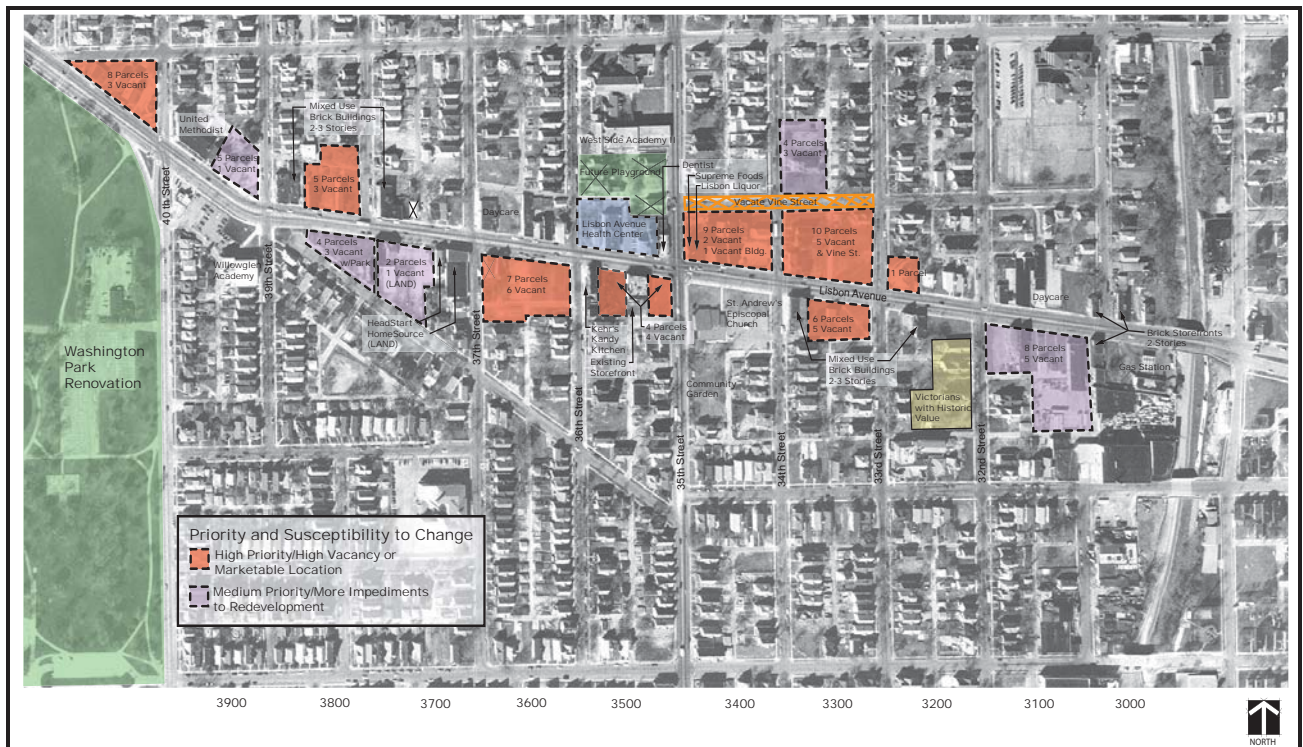 8 Parcels
3 Vacant
United
Methodist
5 Parcels
1 Vacant
Mixed Use
Brick Buildings
2-3 Stories
5 Parcels
3 Vacant
West Side Academy II
Future Playground
Dentist
Supreme Foods
Lisbon Liquor
4 Parcels
3 Vacant
Vacate Vine Street
Daycare
Lisbon Avenue
Health Center
9 Parcels
2 Vacant
1 Vacant Bldg.
10 Parcels
5 Vacant
& Vine St.
40 th Street
39th Street
Willowglen
Academy
4 Parcels
3 Vacant
w/Park
2 Parcels
1 Vacant
(LAND)
7 Parcels
6 Vacant
1 Parcel
Lisbon Avenue
HeadStart
HomeSource
(LAND)
37th Street
36th Street
Kehr's
Kandy
Kitchen
Existing
Storefront
4 Parcels
4 Vacant
St. Andrew's
Episcopal
Church
6 Parcels
5 Vacant
Daycare
Brick Storefronts
2 Stories
Gas Station
8 Parcels
5 Vacant
Mixed Use
Brick Buildings
2-3 Stories
Community
Garden
Victorians
with Historic
Value
Washington
Park
Renovation
35th Street
34th Street
33rd Street
32nd Street
Priority and Susceptibility to Change
High Priority/High Vacancy or
Marketable Location
Medium Priority/More Impediments
to Redevelopment
3900
3800
3700
3600
3500
3400
3300
3200
3100
3000
NORTH